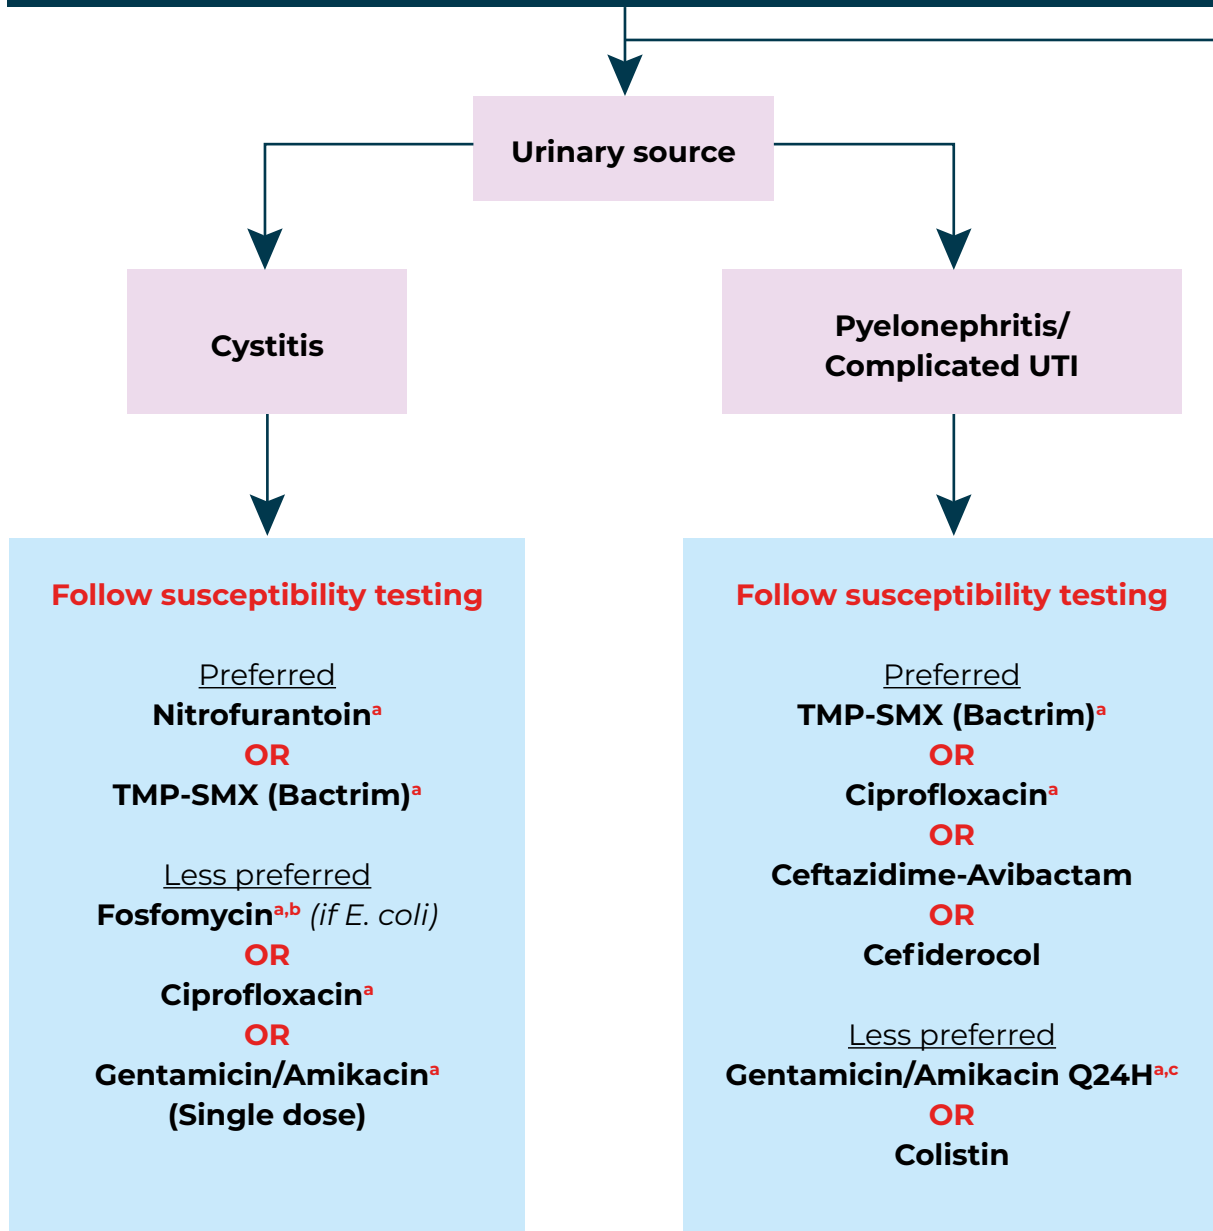 Urinary source
Cystitis
Pyelonephritis/
Complicated UTI
Follow susceptibility testing
Preferred
Nitrofurantoinᵃ
OR
TMP-SMX (Bactrim)ᵃ
Less preferred
Fosfomycinᵃ,ᵇ (if E. coli)
OR
Ciprofloxacinᵃ
OR
Gentamicin/Amikacinᵃ
(Single dose)
Follow susceptibility testing
Preferred
TMP-SMX (Bactrim)ᵃ
OR
Ciprofloxacinᵃ
OR
Ceftazidime-Avibactam
OR
Cefiderocol
Less preferred
Gentamicin/Amikacin Q24Hᵃ,ᶜ
OR
Colistin